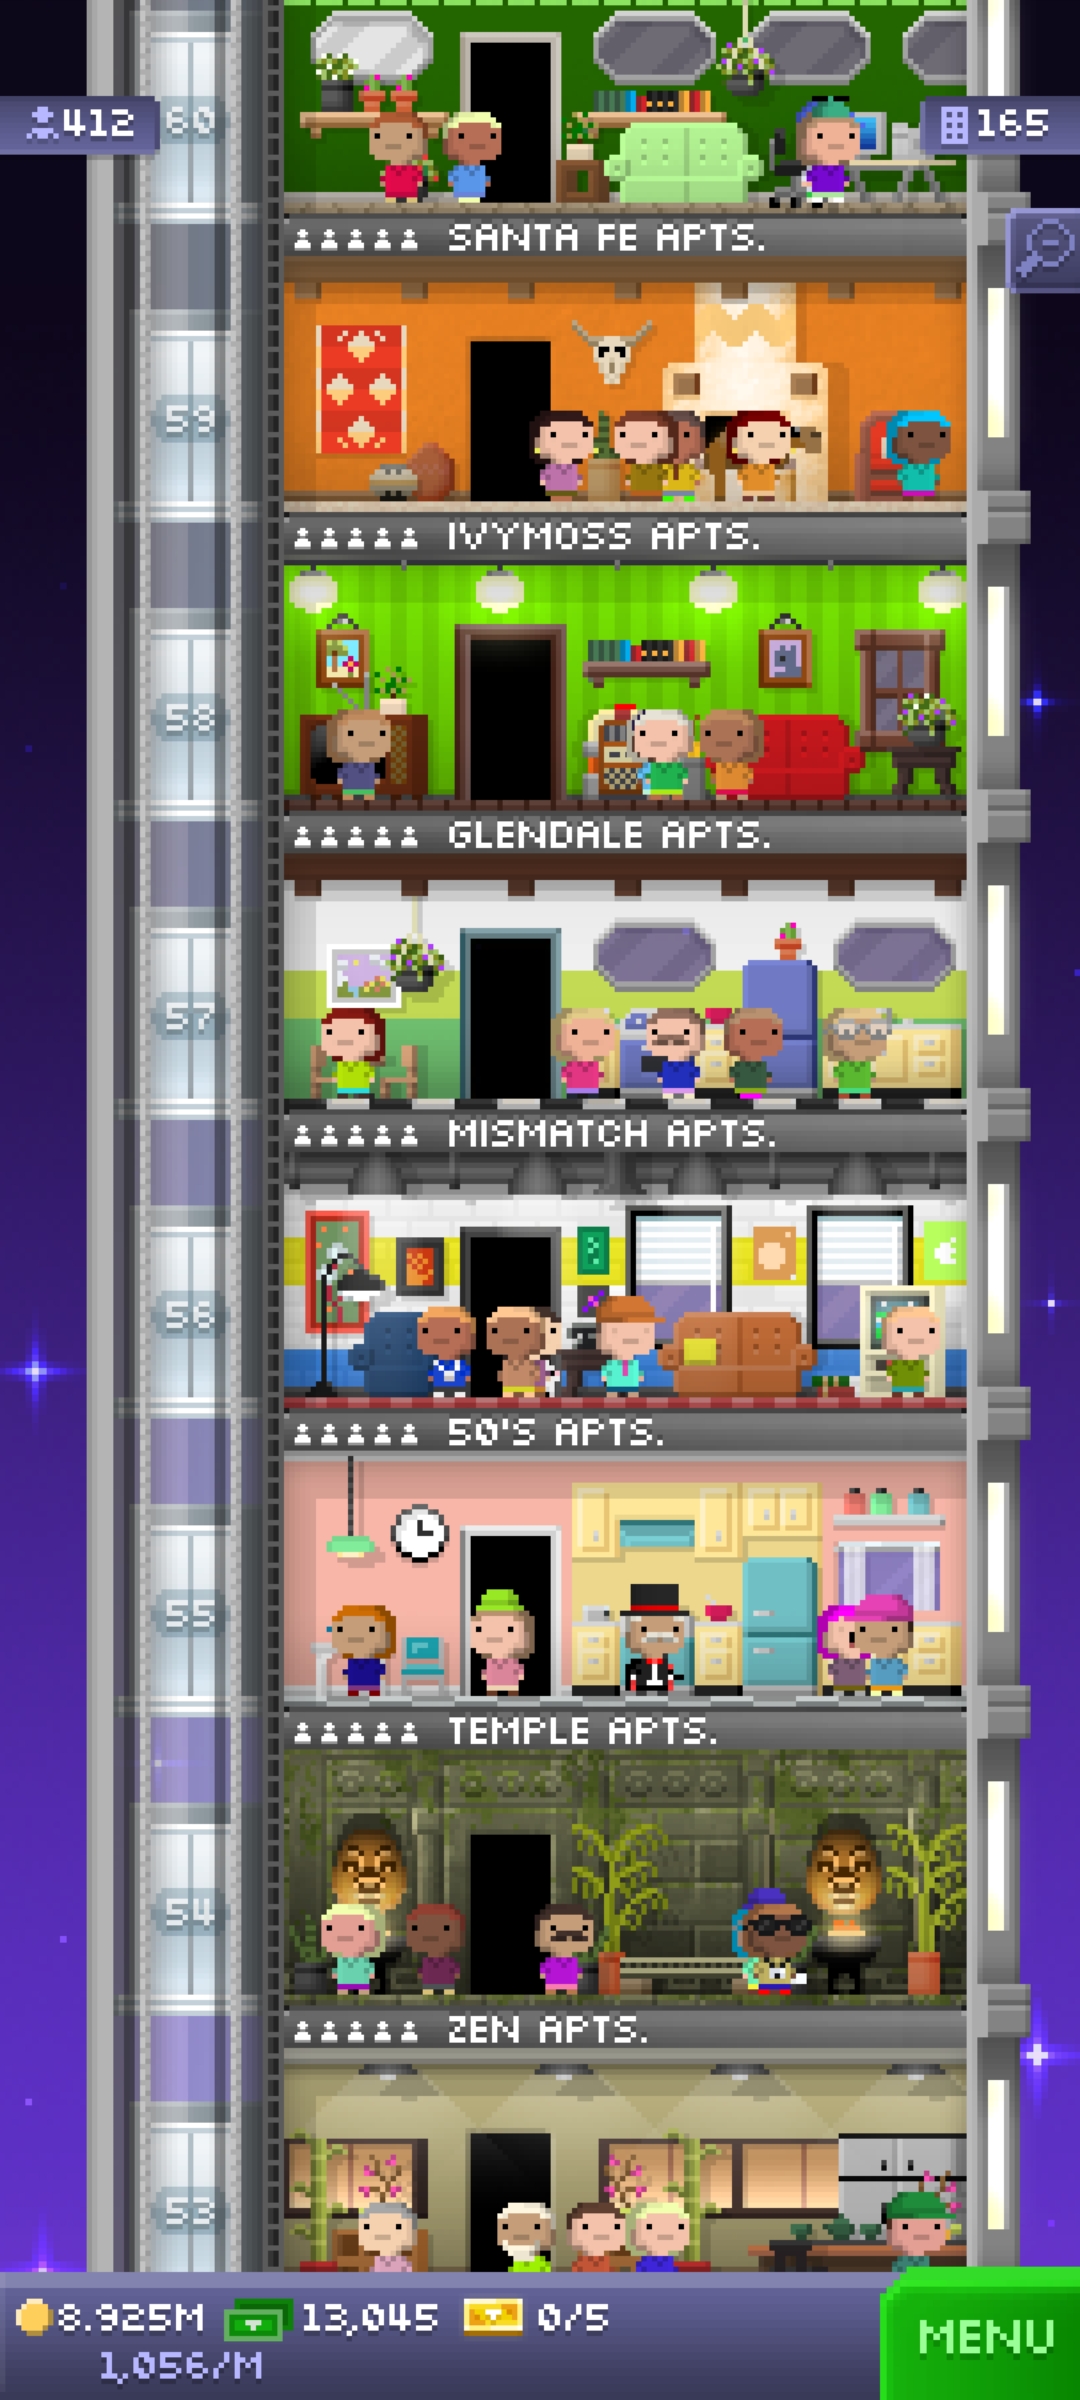 412
60
165
SANTA FE APTS.
59
IVYMOSS APTS.
58
GLENDALE APTS.
57
MISMATCH APTS.
56
50'S APTS.
55
TEMPLE APTS.
54
ZEN APTS.
53
8.925M 13,045 0/5
1,056/M
MENU